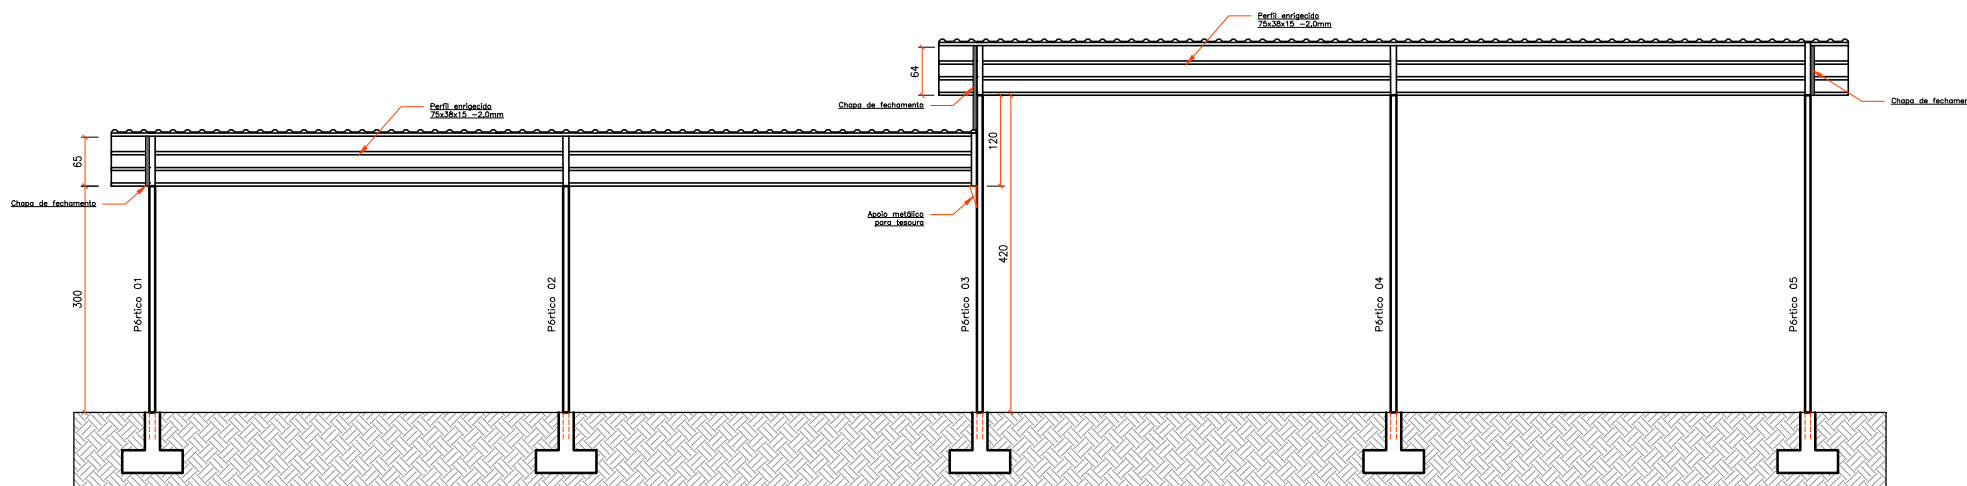 Perfil enrigecido
75x38x15 -2,0mm
64
Chapa de fechamento
Chapa de fechamen
Perfil enrigecido
75x38x15 -2,0mm
120
65
Chapa de fechamento
Apoio metálico
para tesoura
420
300
Pórtico 01
Pórtico 02
Pórtico 03
Pórtico 04
Pórtico 05